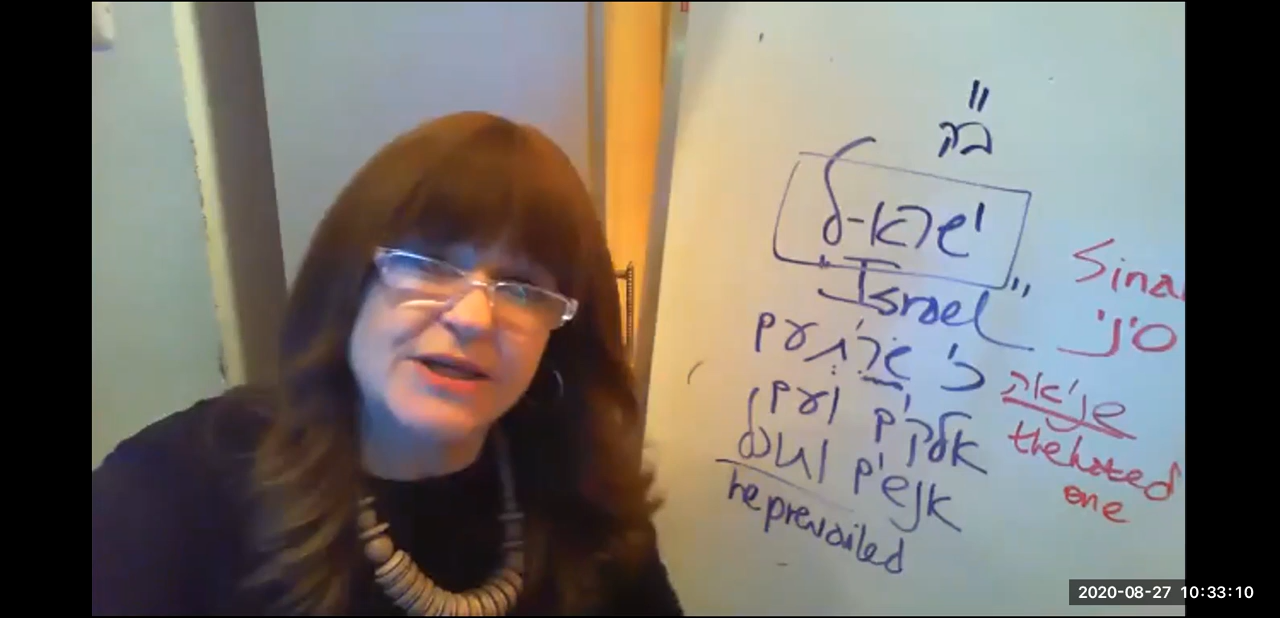 ב"ה
ישרא-ל
"Israel"
כי שרית עם
אלקים ועם
אנשים ותוכל
he prevailed
Sina
סיני
שניאה
the hated
one
2020-08-27 10:33:10